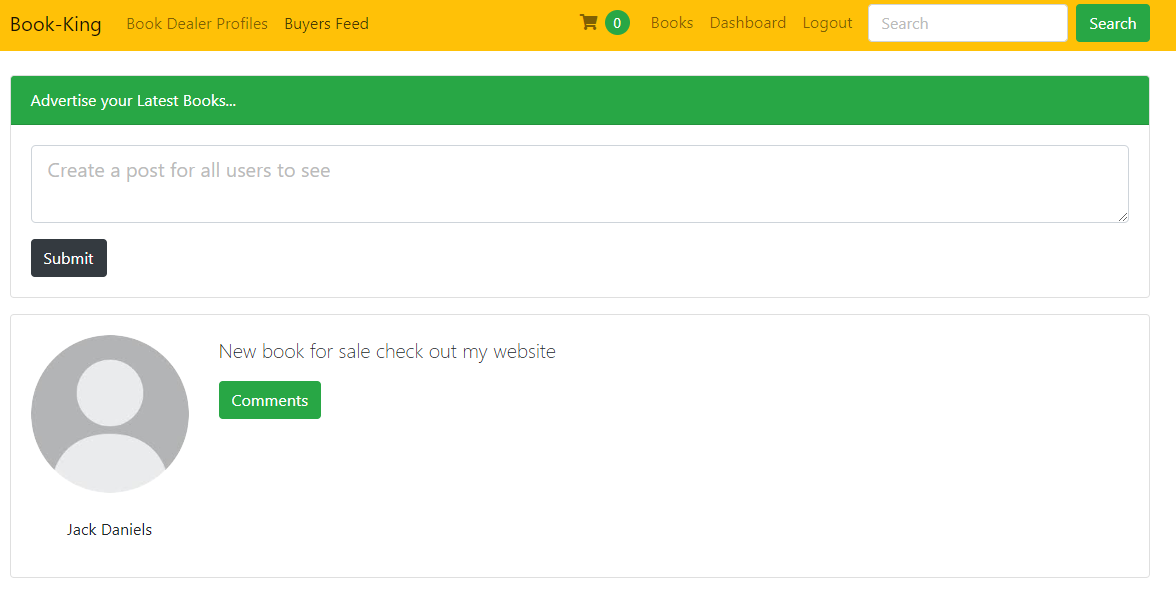 Book-King Book Dealer Profiles Buyers Feed 0 Books Dashboard Logout Search Search
Advertise your Latest Books...
Create a post for all users to see
Submit
New book for sale check out my website
Comments
Jack Daniels